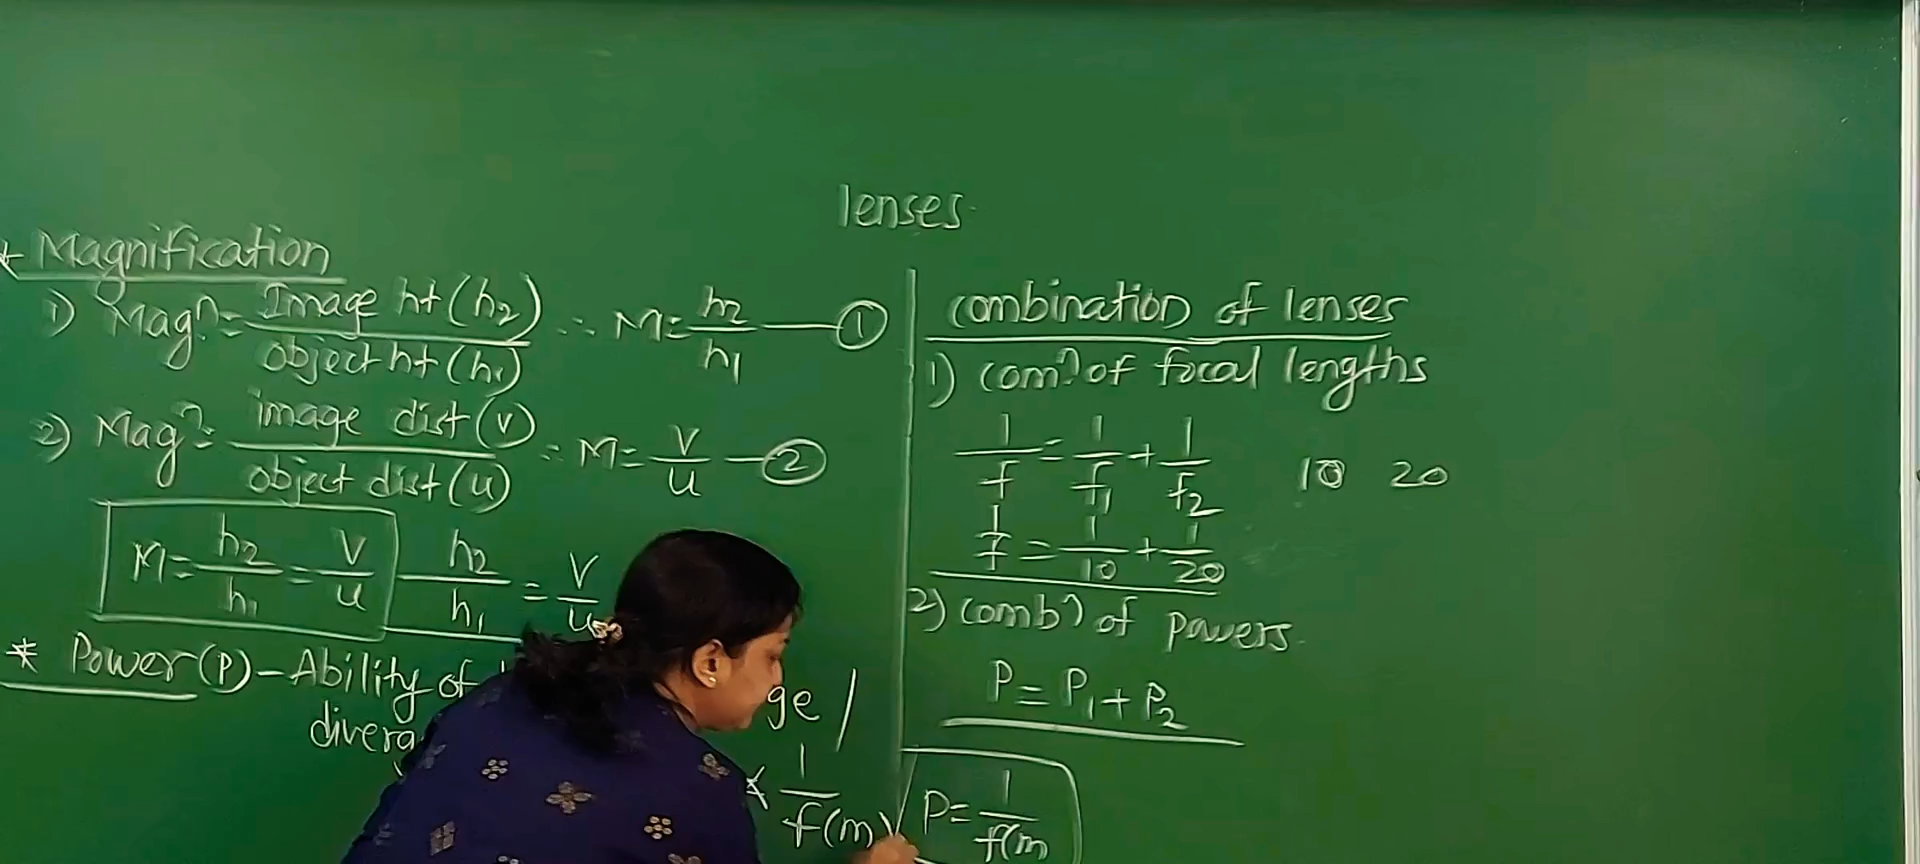 lenses.
* Magnification
1) Magn = Image ht (h2) / object ht (h1) ∴ M = h2 / h1 — ①
2) Magn = image dist (v) / object dist (u) ∴ M = v / u — ②
M = h2 / h1 = v / u
h2 / h1 = v / u
* Power (P) – Ability of
ge /
1 / f(m)
combination of lenses
1) comn of focal lengths
1 / f = 1 / f1 + 1 / f2
10 20
1 / f = 1 / 10 + 1 / 20
2) combn of powers.
P = P1 + P2
P = 1 / f(m